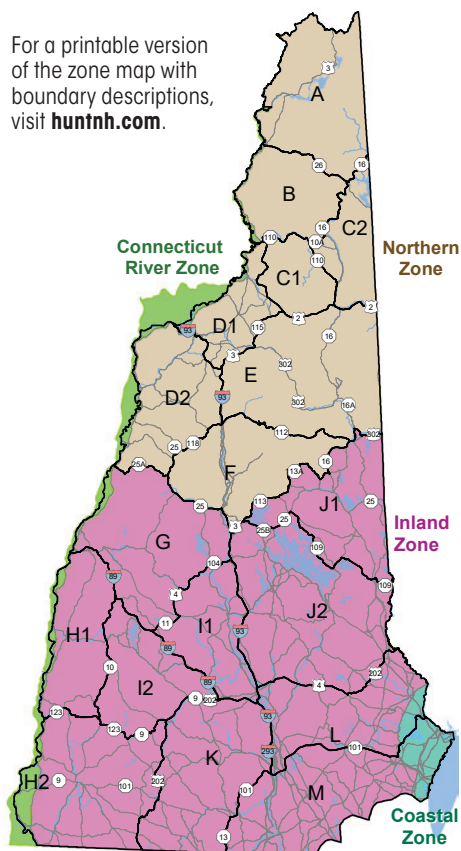 For a printable version
of the zone map with
boundary descriptions,
visit huntnh.com.
3
A
26
16
B
110
16
C2
10A
110
Connecticut
River Zone
Northern
Zone
C1
2
2
D1
93
115
16
3
302
E
93
302
16A
D2
112
302
118
25
F
16
25A
13A
113
25
J1
25
3
25B
25
Inland
Zone
G
109
104
89
4
109
J2
H1
11
I1
93
89
10
202
I2
89
4
9
202
123
93
123
9
L
K
293
101
H2
9
101
202
101
M
Coastal
Zone
13